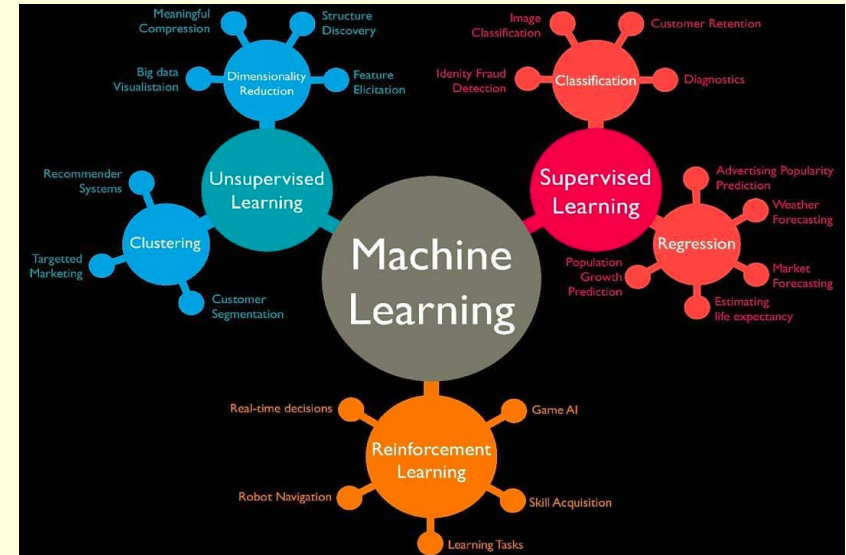 Machine
Learning
Unsupervised
Learning
Dimensionality
Reduction
Meaningful
Compression
Structure
Discovery
Big data
Visualistaion
Feature
Elicitation
Clustering
Recommender
Systems
Targetted
Marketing
Customer
Segmentation
Supervised
Learning
Classification
Image
Classification
Customer Retention
Idenity Fraud
Detection
Diagnostics
Regression
Advertising Popularity
Prediction
Weather
Forecasting
Population
Growth
Prediction
Market
Forecasting
Estimating
life expectancy
Reinforcement
Learning
Real-time decisions
Game AI
Robot Navigation
Skill Acquisition
Learning Tasks